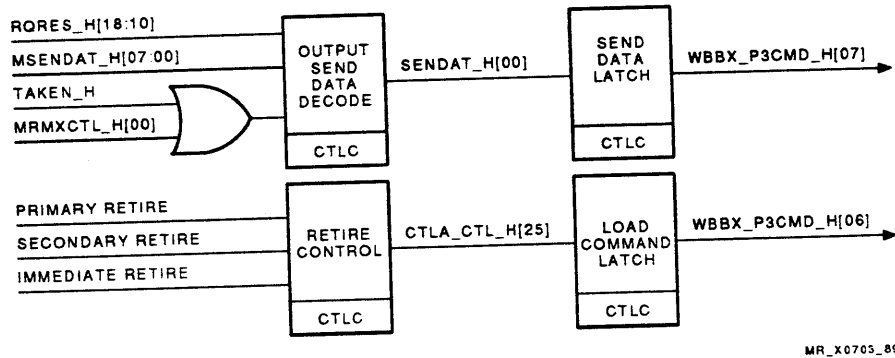 RQRES_H[18:10]
MSENDAT_H[07:00]
TAKEN_H
MRMXCTL_H[00]
OUTPUT
SEND
DATA
DECODE
CTLC
SENDAT_H[00]
SEND
DATA
LATCH
CTLC
WBBX_P3CMD_H[07]
PRIMARY RETIRE
SECONDARY RETIRE
IMMEDIATE RETIRE
RETIRE
CONTROL
CTLC
CTLA_CTL_H[25]
LOAD
COMMAND
LATCH
CTLC
WBBX_P3CMD_H[06]
MR_X0703_89